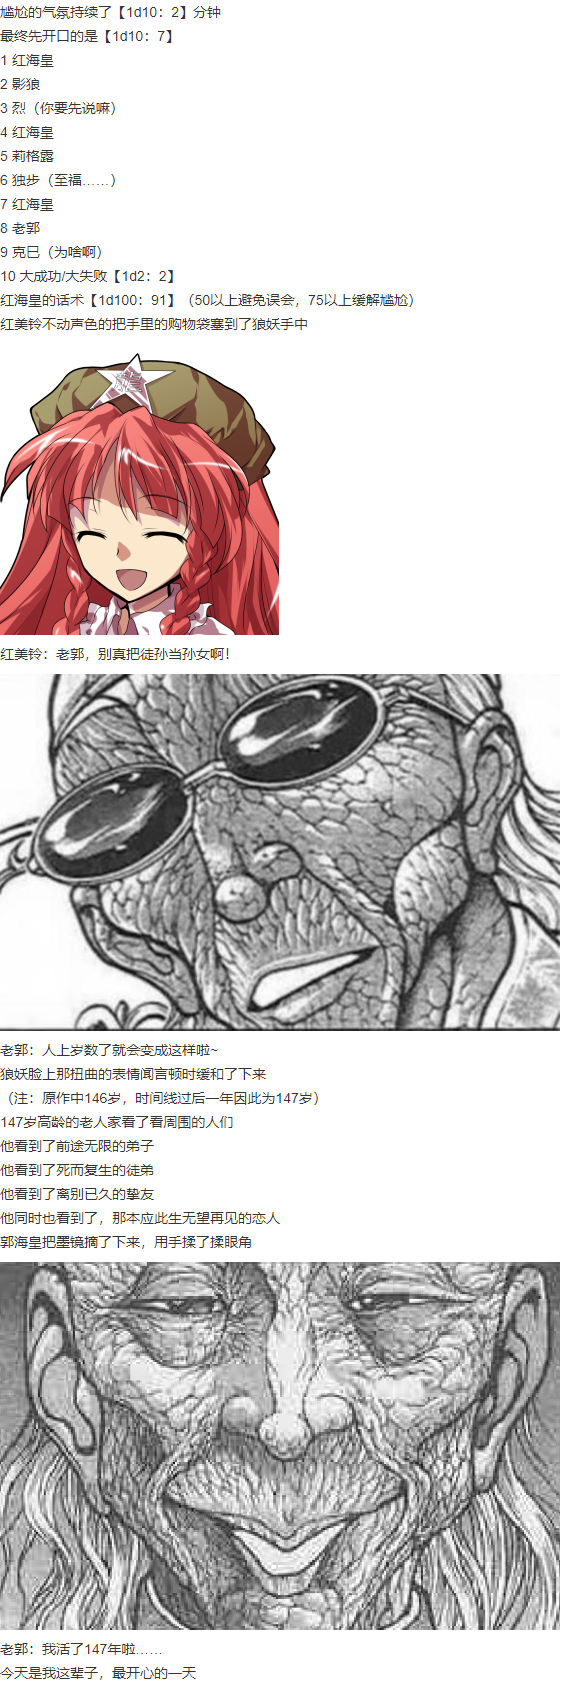 尴尬的气氛持续了【1d10：2】分钟
最终先开口的是【1d10：7】
1 红海皇
2 影狼
3 烈（你要先说嘛）
4 红海皇
5 莉格露
6 独步（至福……）
7 红海皇
8 老郭
9 克巳（为啥啊）
10 大成功/大失败【1d2：2】
红海皇的话术【1d100：91】（50以上避免误会，75以上缓解尴尬）
红美铃不动声色的把手里的购物袋塞到了狼妖手中
红美铃：老郭，别真把徒孙当孙女啊！
老郭：人上岁数了就会变成这样啦~
狼妖脸上那扭曲的表情闻言顿时缓和了下来
（注：原作中146岁，时间线过后一年因此为147岁）
147岁高龄的老人家看了看周围的人们
他看到了前途无限的弟子
他看到了死而复生的徒弟
他看到了离别已久的挚友
他同时也看到了，那本应此生无望再见的恋人
郭海皇把墨镜摘了下来，用手揉了揉眼角
老郭：我活了147年啦……
今天是我这辈子，最开心的一天